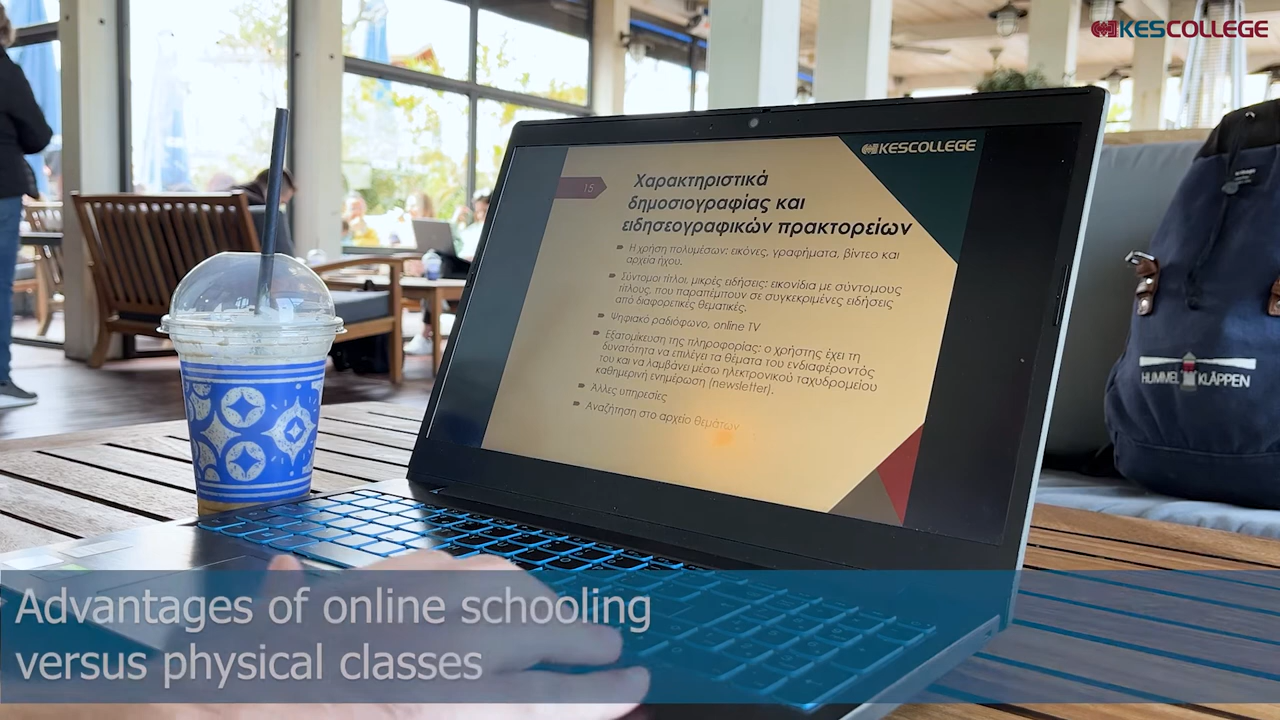 KESCOLLEGE
KESCOLLEGE
15
Χαρακτηριστικά
δημοσιογραφίας και
ειδησεογραφικών πρακτορείων
Η χρήση πολυμέσων: εικόνες, γραφήματα, βίντεο και
αρχεία ήχου.
Σύντομοι τίτλοι, μικρές ειδήσεις: εικονίδια με σύντομους
τίτλους, που παραπέμπουν σε συγκεκριμένες ειδήσεις
από διαφορετικές θεματικές.
Ψηφιακό ραδιόφωνο, online TV
Εξατομίκευση της πληροφορίας: ο χρήστης έχει τη
δυνατότητα να επιλέγει τα θέματα του ενδιαφέροντός
του και να λαμβάνει μέσω ηλεκτρονικού ταχυδρομείου
καθημερινή ενημέρωση (newsletter).
Άλλες υπηρεσίες
Αναζήτηση στο αρχείο θεμάτων
HUMMEL KLÄPPEN
Advantages of online schooling
versus physical classes